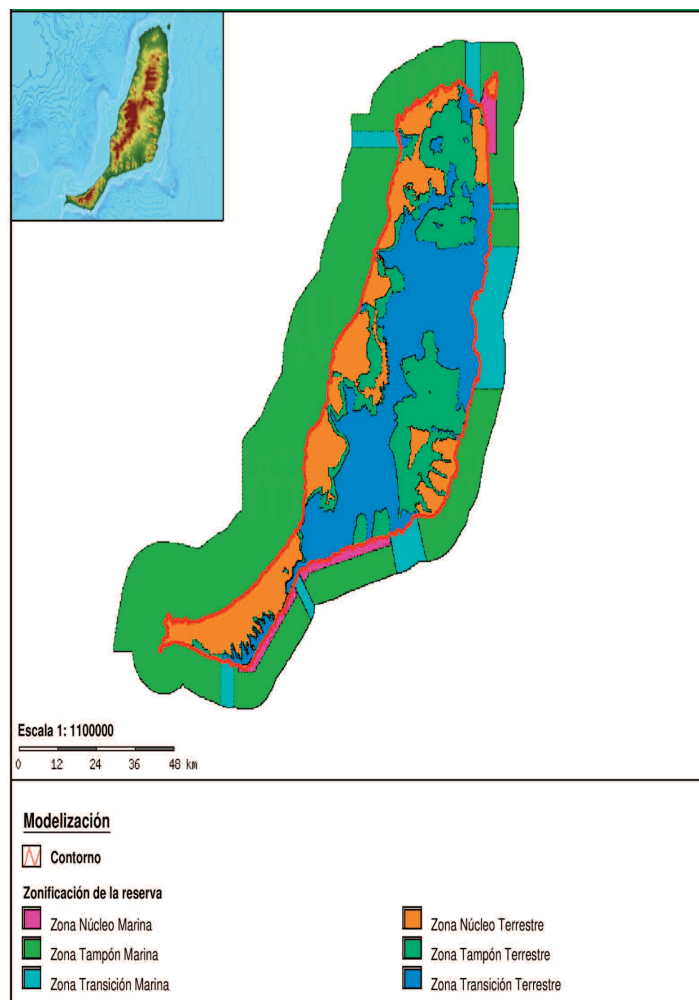 Escala 1: 1100000
0 12 24 36 48 km
Modelización
Contorno
Zonificación de la reserva
Zona Núcleo Marina
Zona Tampón Marina
Zona Transición Marina
Zona Núcleo Terrestre
Zona Tampón Terrestre
Zona Transición Terrestre